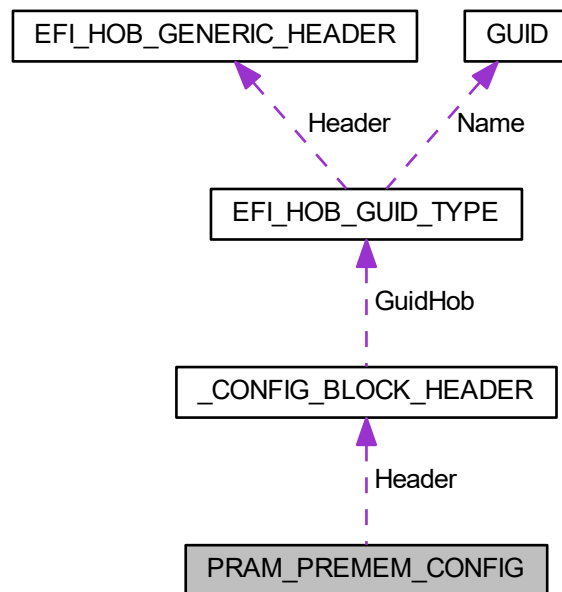 EFI_HOB_GENERIC_HEADER
GUID
Header
Name
EFI_HOB_GUID_TYPE
GuidHob
_CONFIG_BLOCK_HEADER
Header
PRAM_PREMEM_CONFIG